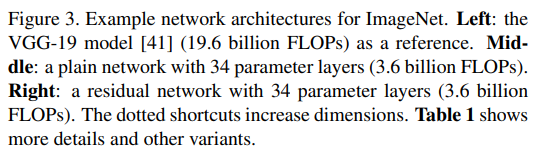 Figure 3. Example network architectures for ImageNet. Left: the
VGG-19 model [41] (19.6 billion FLOPs) as a reference. Mid-
dle: a plain network with 34 parameter layers (3.6 billion FLOPs).
Right: a residual network with 34 parameter layers (3.6 billion
FLOPs). The dotted shortcuts increase dimensions. Table 1 shows
more details and other variants.